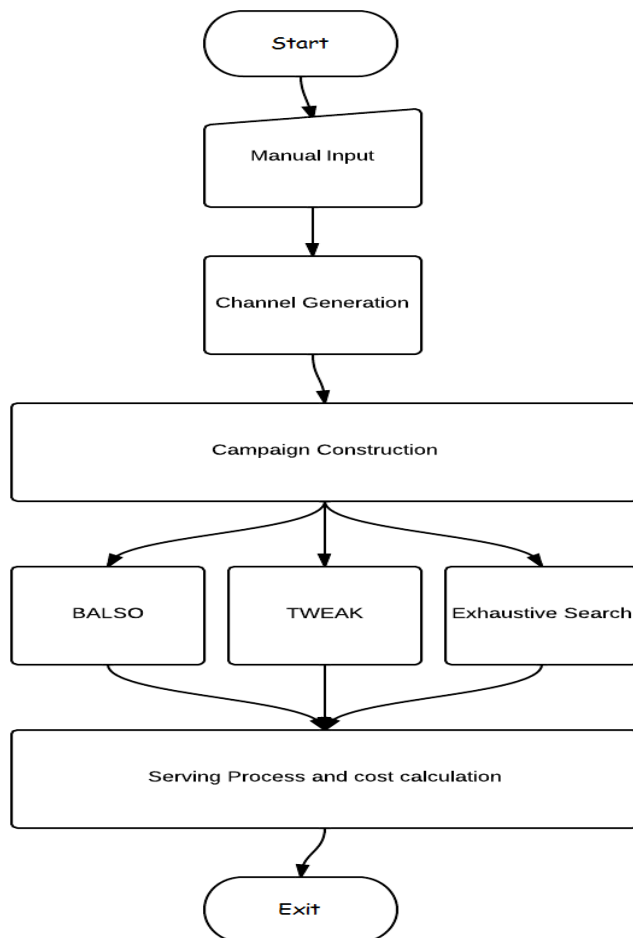 Start
Manual Input
Channel Generation
Campaign Construction
BALSO
TWEAK
Exhaustive Search
Serving Process and cost calculation
Exit